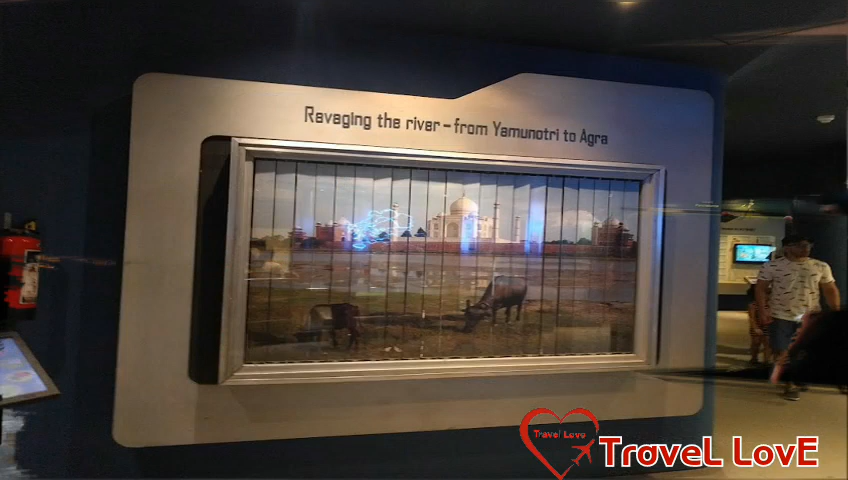 Ravaging the river - from Yamunotri to Agra
Travel Love
TraveL LovE